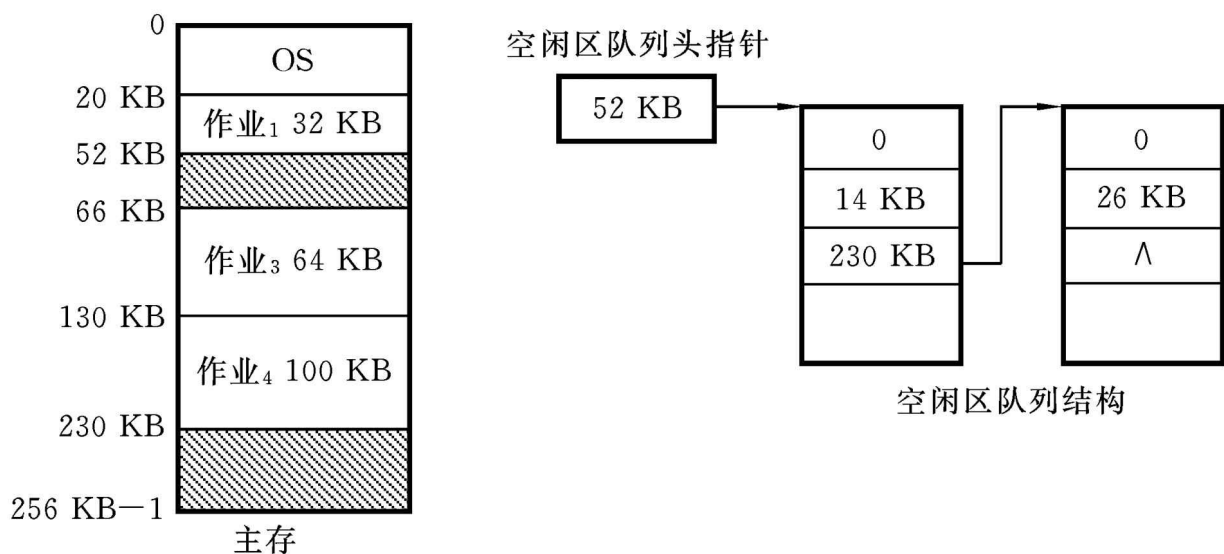 0
OS
20 KB
作业₁ 32 KB
52 KB
66 KB
作业₃ 64 KB
130 KB
作业₄ 100 KB
230 KB
256 KB—1
主存
空闲区队列头指针
52 KB
0
14 KB
230 KB
0
26 KB
∧
空闲区队列结构